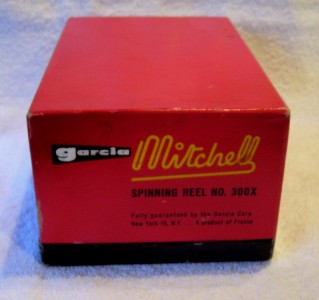 garcia Mitchell
SPINNING REEL NO. 300X
Fully guaranteed by The Garcia Corp.
New York 10, N.Y. ... A product of France